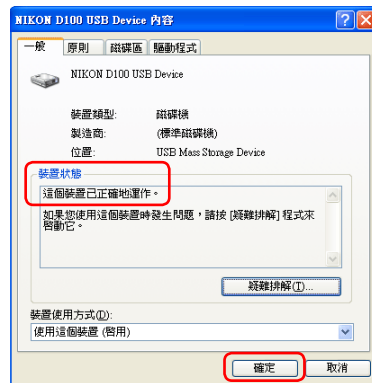 NIKON D100 USB Device 內容
一般 原則 磁碟區 驅動程式
NIKON D100 USB Device
裝置類型: 磁碟機
製造商: (標準磁碟機)
位置: USB Mass Storage Device
裝置狀態
這個裝置已正確地運作。
如果您使用這個裝置時發生問題，請按 [疑難排解] 程式來
啟動它。
疑難排解(T)...
裝置使用方式(D):
使用這個裝置 (啟用)
確定 取消